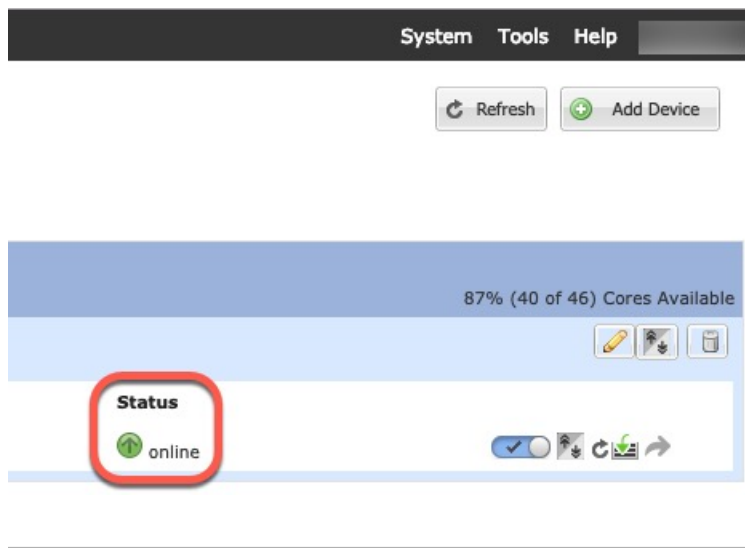 System Tools Help
Refresh Add Device
87% (40 of 46) Cores Available
Status
online